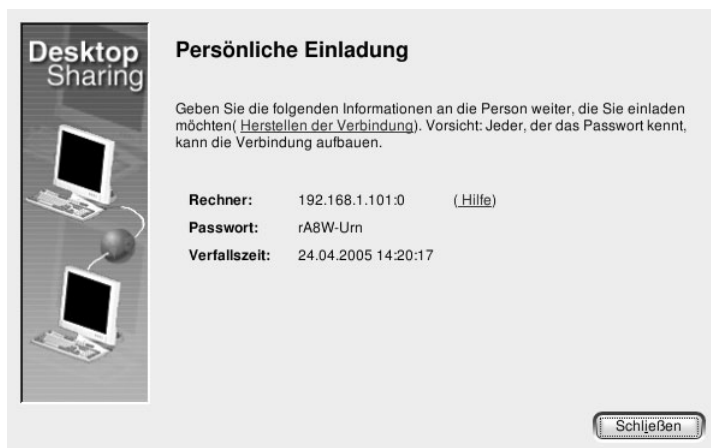 Desktop
Sharing
Persönliche Einladung
Geben Sie die folgenden Informationen an die Person weiter, die Sie einladen
möchten( Herstellen der Verbindung). Vorsicht: Jeder, der das Passwort kennt,
kann die Verbindung aufbauen.
Rechner: 192.168.1.101:0 ( Hilfe)
Passwort: rA8W-Urn
Verfallszeit: 24.04.2005 14:20:17
Schließen